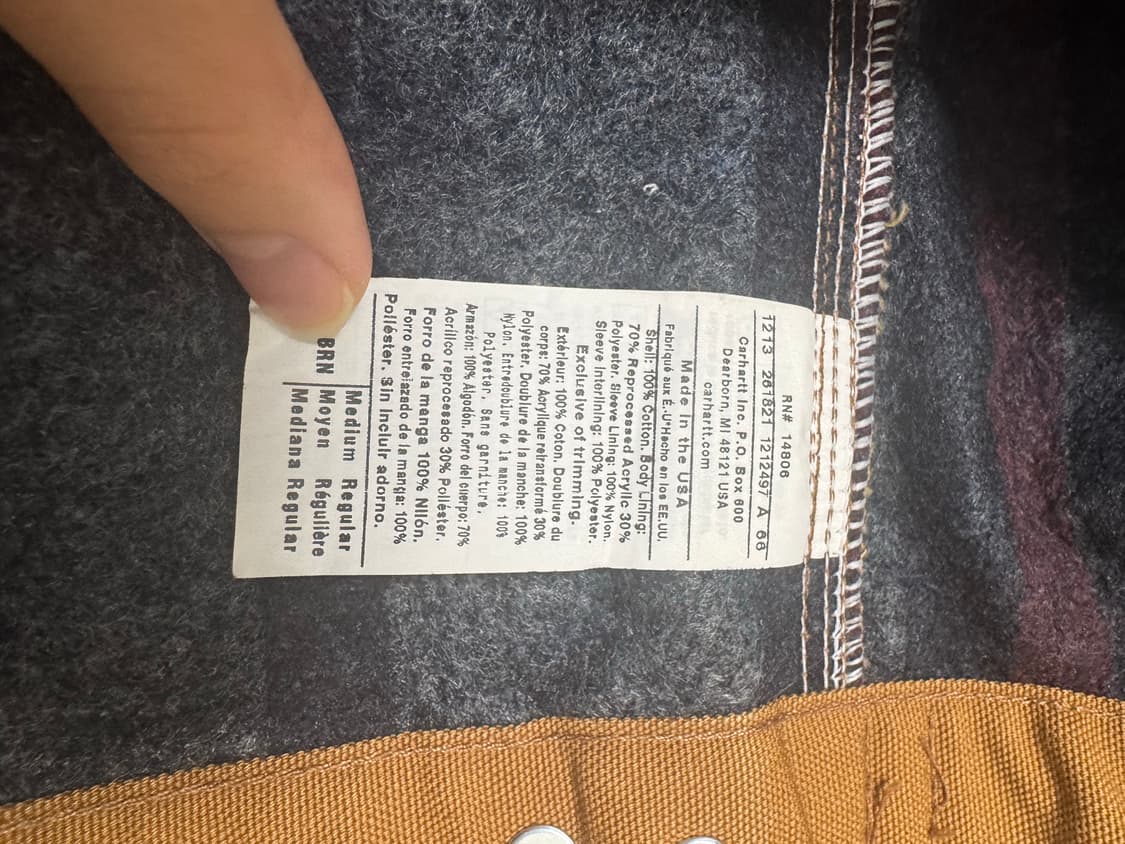 RN# 14806
1213 261821 1212497 A 66
Carhartt Inc. P.O. Box 600
Dearborn, MI 48121 USA
carhartt.com
Made in the USA
Fabriqué aux É.-U*Hecho en los EE.UU.
Shell: 100% Cotton. Body Lining:
70% Reprocessed Acrylic 30%
Polyester. Sleeve Lining: 100% Nylon.
Sleeve Interlining: 100% Polyester.
Exclusive of trimming.
Extérieur: 100% Coton. Doublure du
corps: 70% Acrylique retransformé 30%
Polyester. Doublure de la manche: 100%
Nylon. Entredoublure de la manche: 100%
Polyester. Sans garniture.
Armazón: 100% Algodón. Forro del cuerpo: 70%
Acrílico reprocesado 30% Poliéster.
Forro de la manga 100% Nilón.
Forro entrelazado de la manga: 100%
Poliéster. Sin incluir adorno.
Medium Regular
BRN Moyen Régulière
Mediana Regular